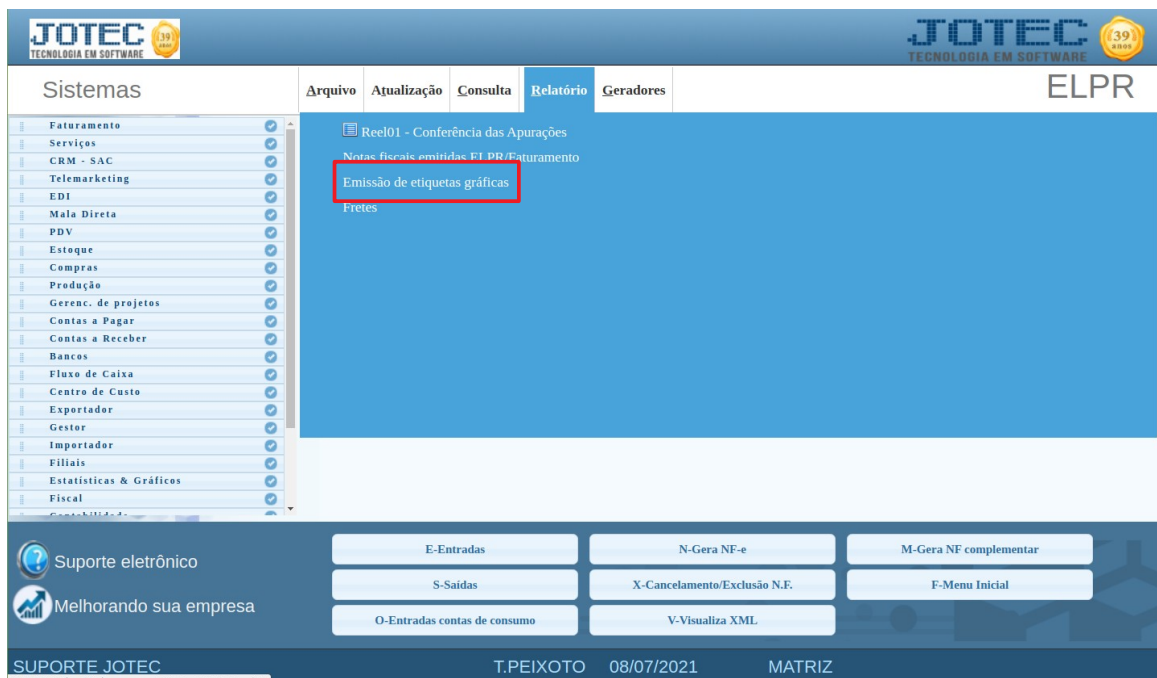 JOTEC 39 anos
TECNOLOGIA EM SOFTWARE
JOTEC 39 anos
TECNOLOGIA EM SOFTWARE
Sistemas
Arquivo Atualização Consulta Relatório Geradores
ELPR
Faturamento
Serviços
CRM - SAC
Telemarketing
EDI
Mala Direta
PDV
Estoque
Compras
Produção
Gerenc. de projetos
Contas a Pagar
Contas a Receber
Bancos
Fluxo de Caixa
Centro de Custo
Exportador
Gestor
Importador
Filiais
Estatísticas & Gráficos
Fiscal
Contabilidade
Reel01 - Conferência das Apurações
Notas fiscais emitidas ELPR/Faturamento
Emissão de etiquetas gráficas
Fretes
Suporte eletrônico
Melhorando sua empresa
E-Entradas
N-Gera NF-e
M-Gera NF complementar
S-Saídas
X-Cancelamento/Exclusão N.F.
F-Menu Inicial
O-Entradas contas de consumo
V-Visualiza XML
SUPORTE JOTEC T.PEIXOTO 08/07/2021 MATRIZ